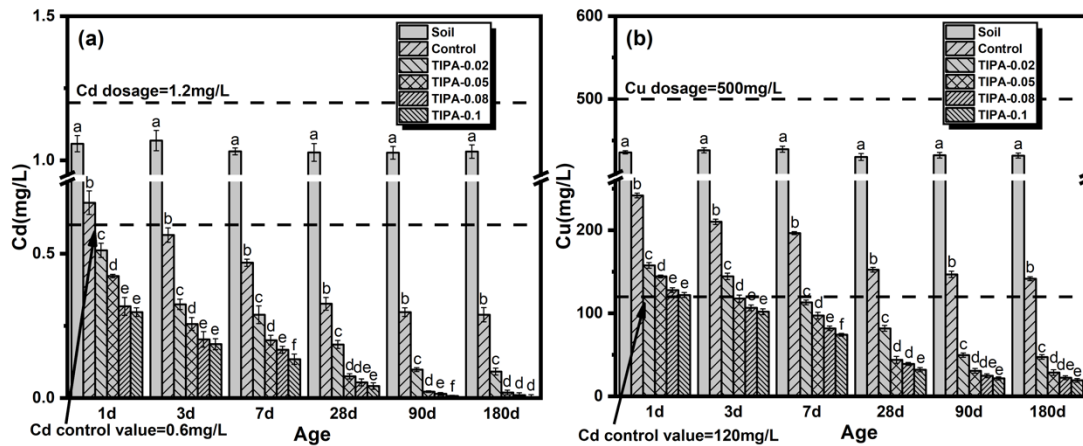 (a)
Soil
Control
TIPA-0.02
TIPA-0.05
TIPA-0.08
TIPA-0.1
Cd dosage=1.2mg/L
1.5
1.0
0.5
0.0
Cd(mg/L)
a a a a a a
b c d e e
b c d e e
b c d e f
b c d de e
b c d e f
b c d d d
1d 3d 7d 28d 90d 180d
Age
Cd control value=0.6mg/L
(b)
Soil
Control
TIPA-0.02
TIPA-0.05
TIPA-0.08
TIPA-0.1
Cu dosage=500mg/L
600
500
200
100
0
Cu(mg/L)
a a a a a a
b c d e e
b c d e e
b c d e f
b c d d e
b c d de e
b c d de e
1d 3d 7d 28d 90d 180d
Age
Cd control value=120mg/L